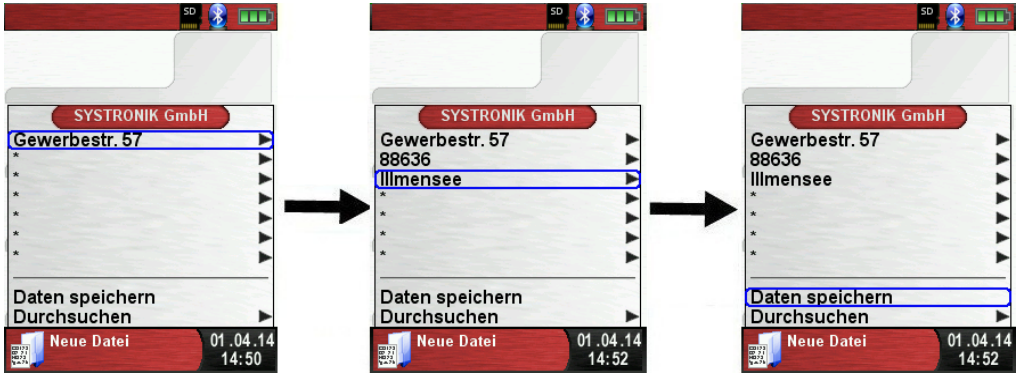 SD
SYSTRONIK GmbH
Gewerbestr. 57
*
*
*
*
*
*
Daten speichern
Durchsuchen
Neue Datei
01.04.14
14:50
SD
SYSTRONIK GmbH
Gewerbestr. 57
88636
Illmensee
*
*
*
*
Daten speichern
Durchsuchen
Neue Datei
01.04.14
14:52
SD
SYSTRONIK GmbH
Gewerbestr. 57
88636
Illmensee
*
*
*
*
Daten speichern
Durchsuchen
Neue Datei
01.04.14
14:52